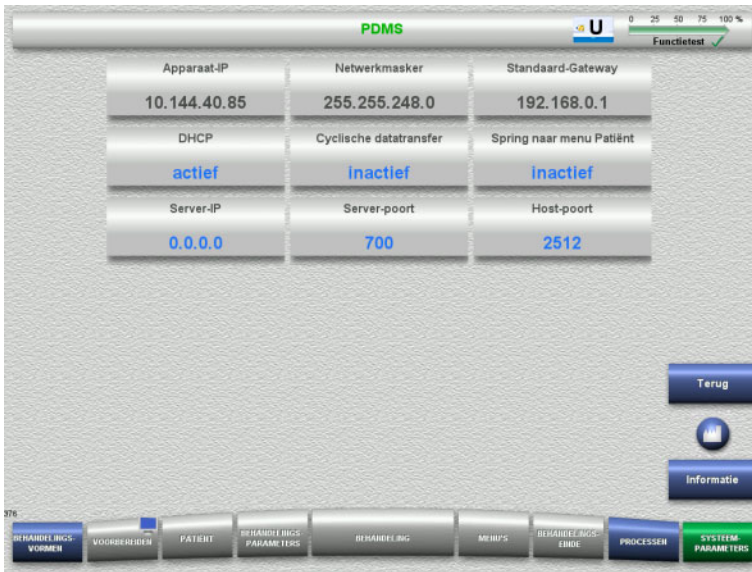 PDMS
U
0 25 50 75 100 %
Functietest
Apparaat-IP Netwerkmasker Standaard-Gateway
10.144.40.85 255.255.248.0 192.168.0.1
DHCP Cyclische datatransfer Spring naar menu Patiënt
actief inactief inactief
Server-IP Server-poort Host-poort
0.0.0.0 700 2512
Terug
Informatie
376
BEHANDELINGS-
VORMEN
VOORBEREIDEN
PATIËNT
BEHANDELINGS-
PARAMETERS
BEHANDELING
MENU'S
BEHANDELINGS-
EINDE
PROCESSEN
SYSTEEM-
PARAMETERS